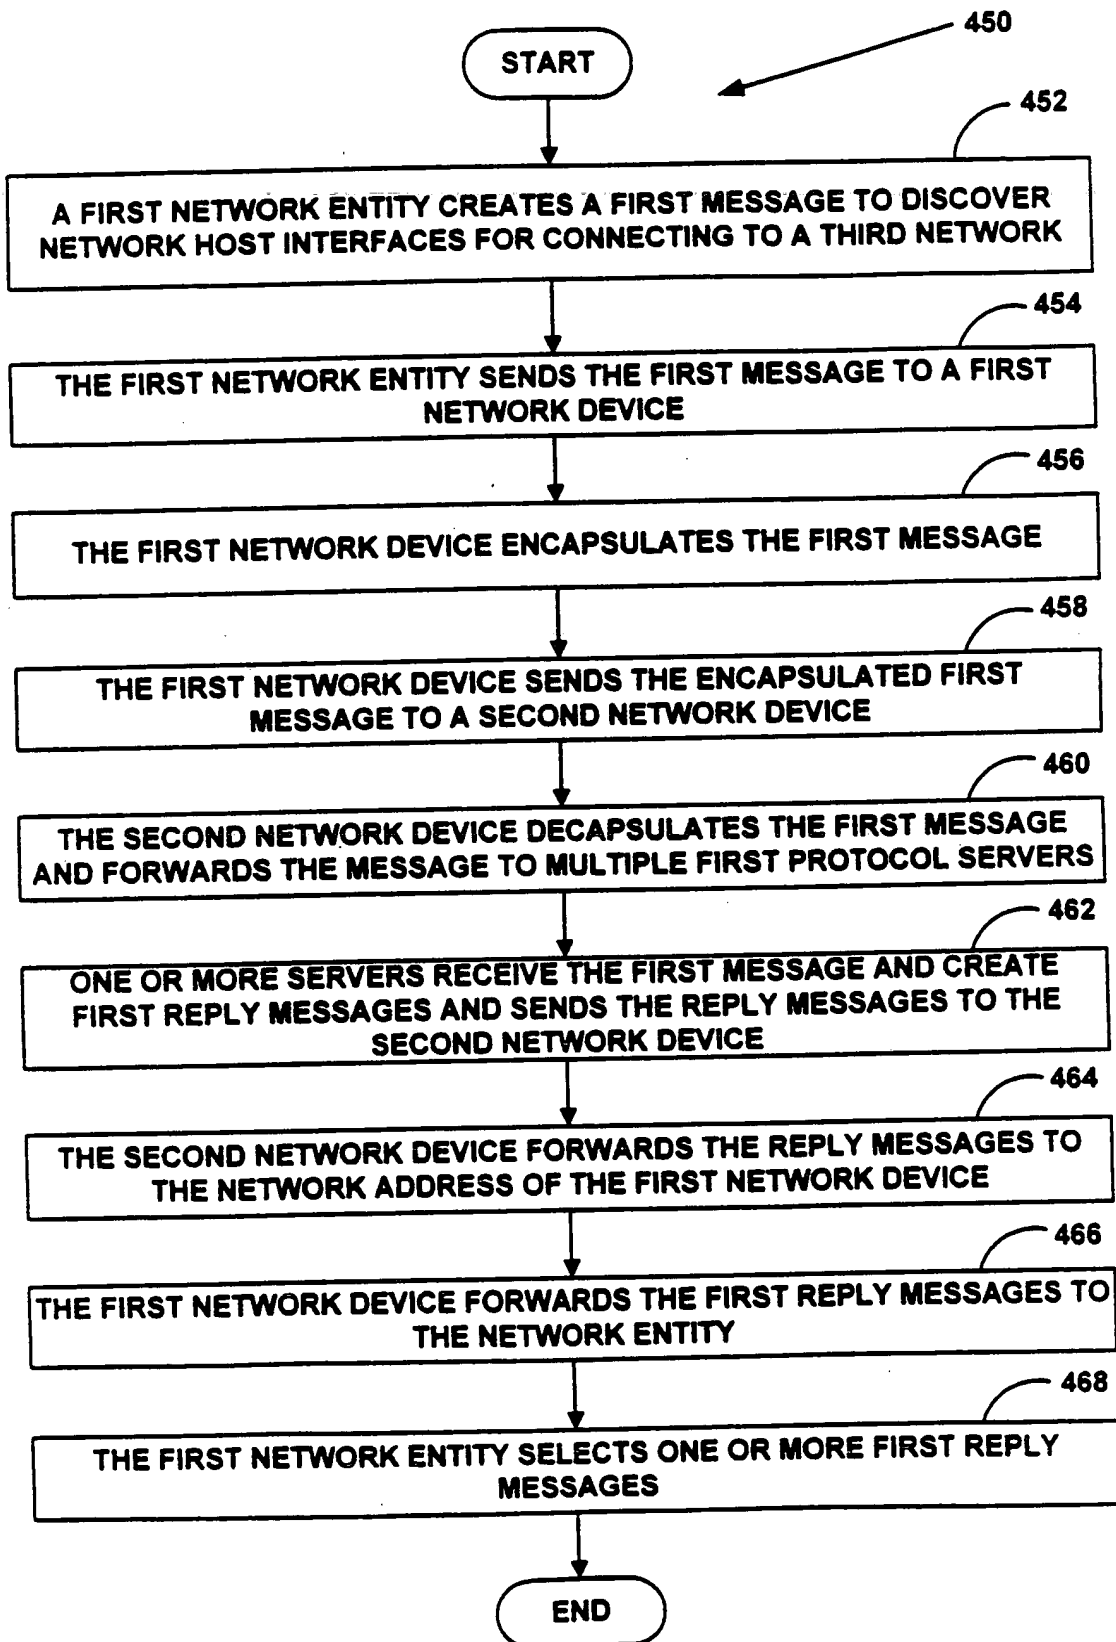 450
START
452
A FIRST NETWORK ENTITY CREATES A FIRST MESSAGE TO DISCOVER
NETWORK HOST INTERFACES FOR CONNECTING TO A THIRD NETWORK
454
THE FIRST NETWORK ENTITY SENDS THE FIRST MESSAGE TO A FIRST
NETWORK DEVICE
456
THE FIRST NETWORK DEVICE ENCAPSULATES THE FIRST MESSAGE
458
THE FIRST NETWORK DEVICE SENDS THE ENCAPSULATED FIRST
MESSAGE TO A SECOND NETWORK DEVICE
460
THE SECOND NETWORK DEVICE DECAPSULATES THE FIRST MESSAGE
AND FORWARDS THE MESSAGE TO MULTIPLE FIRST PROTOCOL SERVERS
462
ONE OR MORE SERVERS RECEIVE THE FIRST MESSAGE AND CREATE
FIRST REPLY MESSAGES AND SENDS THE REPLY MESSAGES TO THE
SECOND NETWORK DEVICE
464
THE SECOND NETWORK DEVICE FORWARDS THE REPLY MESSAGES TO
THE NETWORK ADDRESS OF THE FIRST NETWORK DEVICE
466
THE FIRST NETWORK DEVICE FORWARDS THE FIRST REPLY MESSAGES TO
THE NETWORK ENTITY
468
THE FIRST NETWORK ENTITY SELECTS ONE OR MORE FIRST REPLY
MESSAGES
END